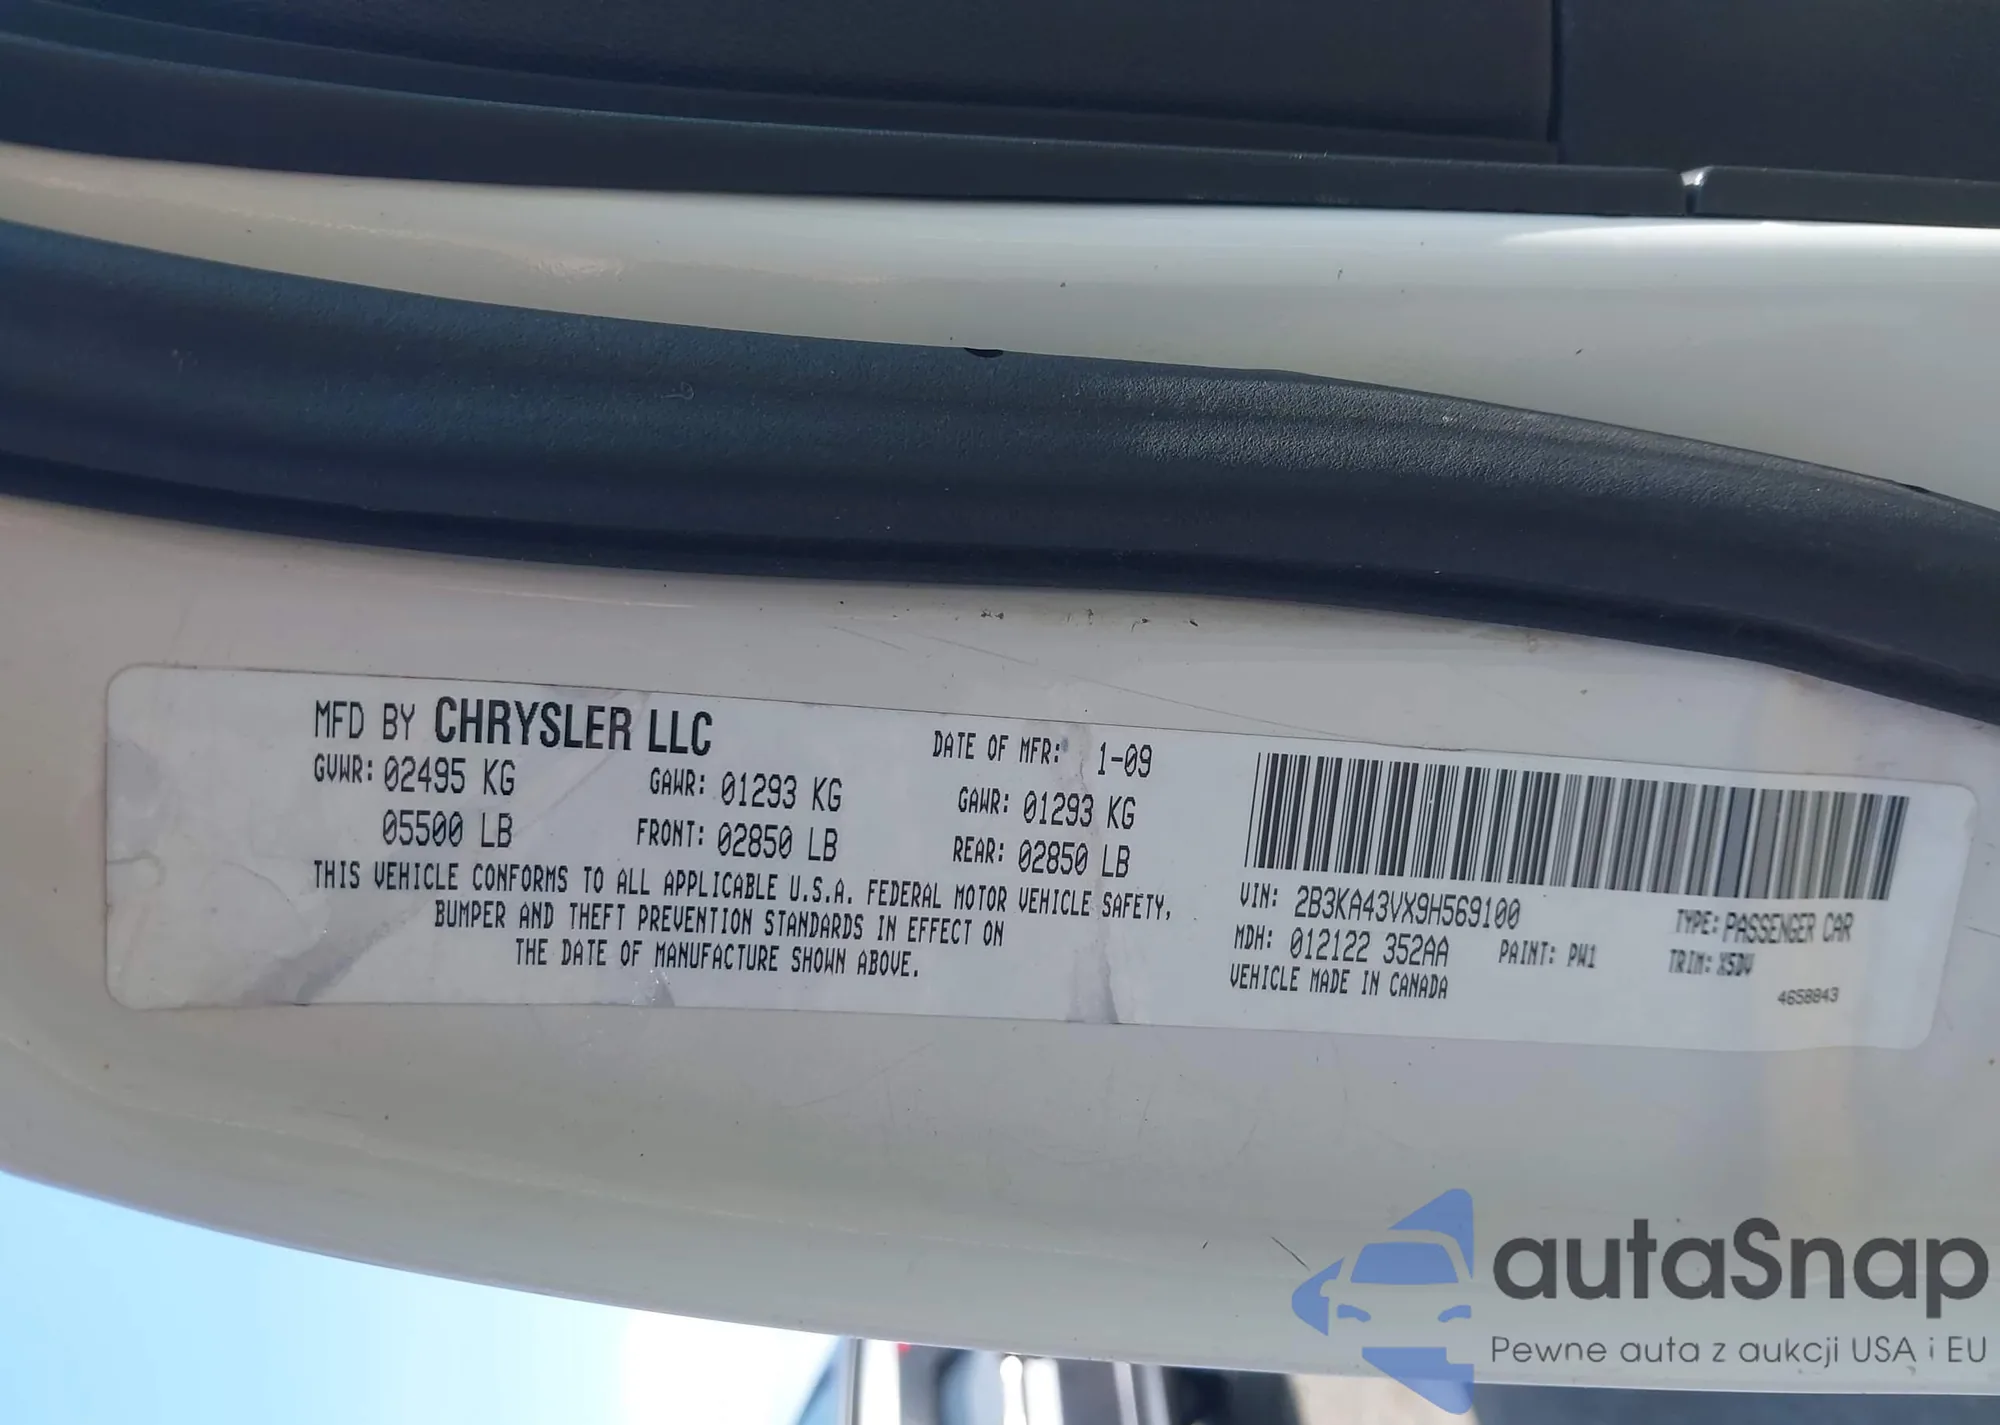 MFD BY CHRYSLER LLC
DATE OF MFR: 1-09
GVWR: 02495 KG GAWR: 01293 KG GAWR: 01293 KG
05500 LB FRONT: 02850 LB REAR: 02850 LB
THIS VEHICLE CONFORMS TO ALL APPLICABLE U.S.A. FEDERAL MOTOR VEHICLE SAFETY,
BUMPER AND THEFT PREVENTION STANDARDS IN EFFECT ON
THE DATE OF MANUFACTURE SHOWN ABOVE.
VIN: 2B3KA43VX9H569100 TYPE: PASSENGER CAR
MDH: 012122 352AA PAINT: PW1 TRIM: X5DV
VEHICLE MADE IN CANADA
4658843
autaSnap
Pewne auta z aukcji USA i EU